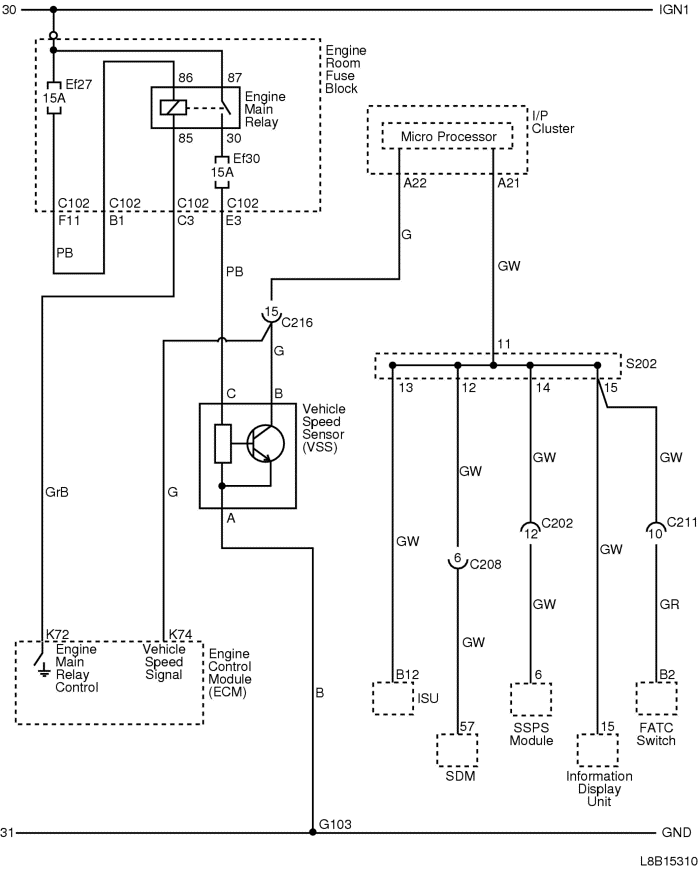 30
IGN1
Engine
Room
Fuse
Block
Ef27
15A
86
87
Engine
Main
Relay
85
30
Ef30
15A
C102
C102
C102
C102
F11
B1
C3
E3
PB
PB
I/P
Cluster
Micro Processor
A22
A21
G
GW
15
C216
G
11
S202
13
12
14
15
C
B
Vehicle
Speed
Sensor
(VSS)
A
GrB
G
GW
GW
GW
GW
GW
6
C208
12
C202
10
C211
GW
GW
GR
K72
K74
Engine
Main
Relay
Control
Vehicle
Speed
Signal
Engine
Control
Module
(ECM)
B
B12
ISU
57
SDM
6
SSPS
Module
15
Information
Display
Unit
B2
FATC
Switch
31
G103
GND
L8B15310